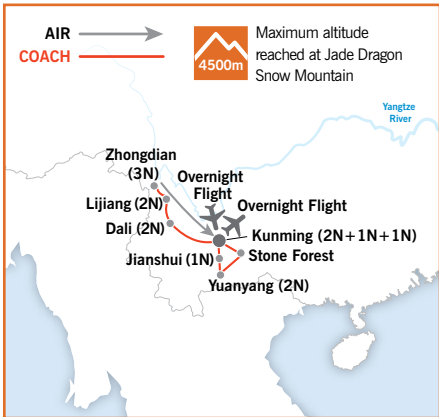 AIR
COACH
4500m
Maximum altitude
reached at Jade Dragon
Snow Mountain
Yangtze
River
Zhongdian
(3N)
Overnight
Flight
Lijiang (2N)
Overnight Flight
Dali (2N)
Kunming (2N+1N+1N)
Jianshui (1N)
Stone Forest
Yuanyang (2N)